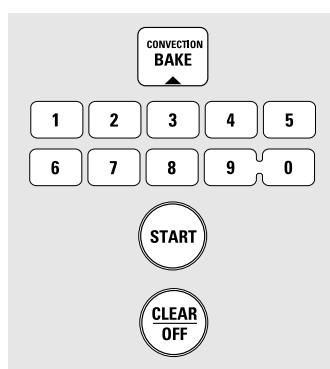 CONVECTION
BAKE
1 2 3 4 5
6 7 8 9 0
START
CLEAR
OFF